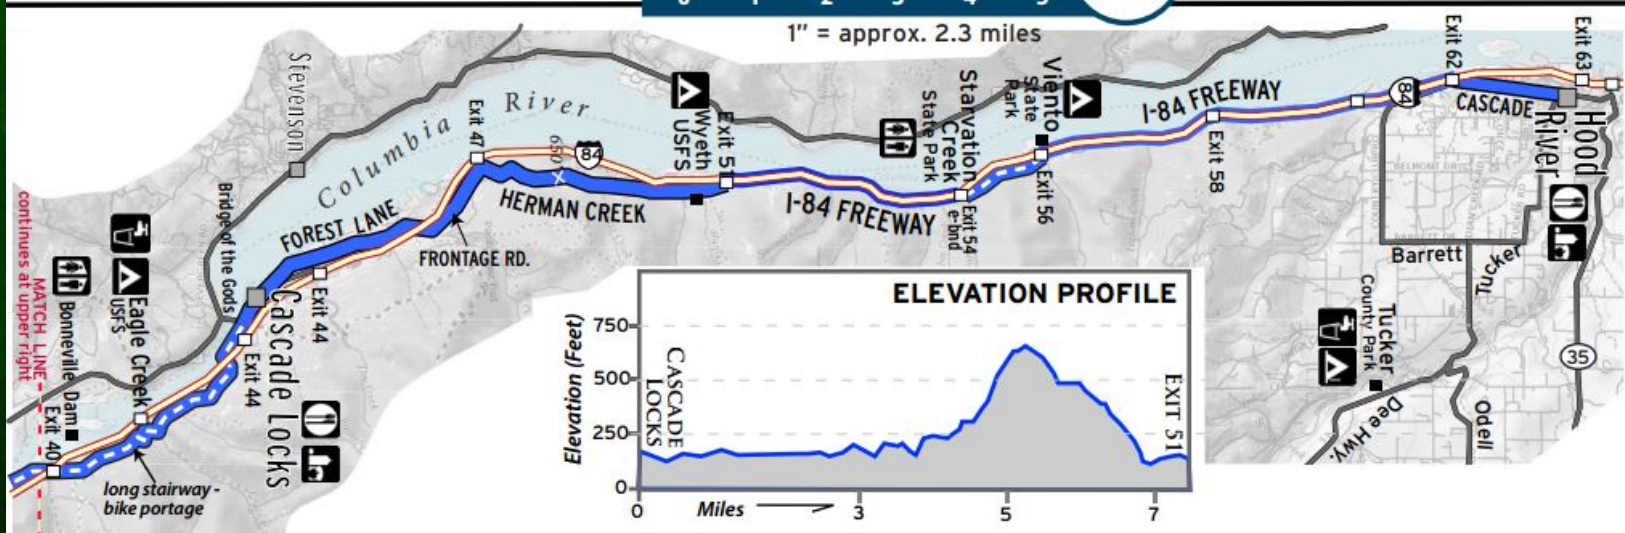 1" = approx. 2.3 miles
Exit 62
Exit 63
Stevenson
Columbia River
Exit 47
650
84
Wyeth
USFS
Exit 51
Starvation
Creek
State Park
Viento
State
Park
I-84 FREEWAY
84
CASCADE
Hood
River
Exit 58
Exit 56
Exit 54
e-bnd
I-84 FREEWAY
HERMAN CREEK
FOREST LANE
FRONTAGE RD.
Bridge of the Gods
Exit 44
Cascade Locks
Exit 44
Eagle Creek
USFS
Bonneville Dam
Exit 40
MATCH LINE
continues at upper right
long stairway -
bike portage
Barrett
Tucker
Tucker
County Park
35
Dee Hwy.
Odell
ELEVATION PROFILE
Elevation (Feet)
750
500
250
0
CASCADE
LOCKS
EXIT 51
0
Miles
3
5
7